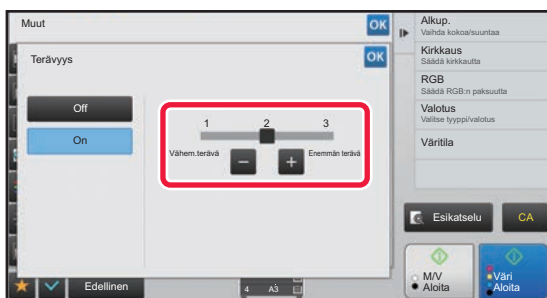 Muut
OK
Terävyys
OK
Off
On
1 2 3
Vähem.terävä
Enemmän terävä
− +
Edellinen
4 A3
Alkup.
Vaihda kokoa/suuntaa
Kirkkaus
Säädä kirkkautta
RGB
Säädä RGB:n paksuutta
Valotus
Valitse tyyppi/valotus
Väritila
Esikatselu
CA
M/V
Aloita
Väri
Aloita